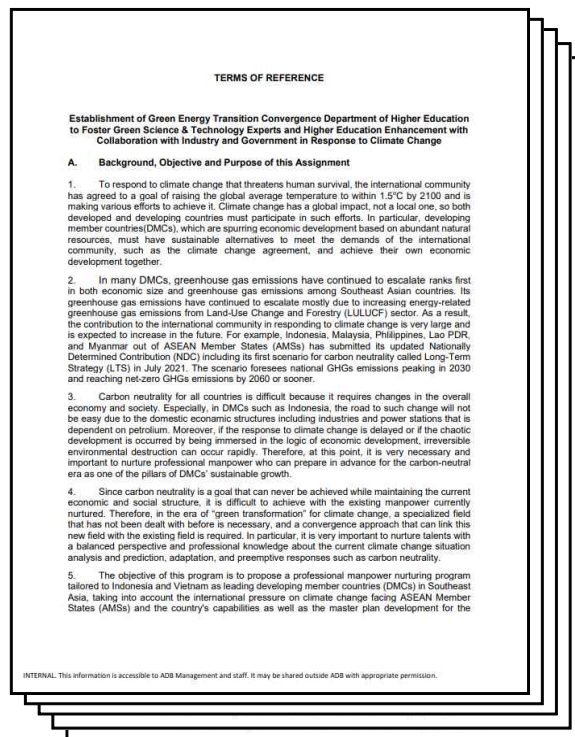 TERMS OF REFERENCE
Establishment of Green Energy Transition Convergence Department of Higher Education
to Foster Green Science & Technology Experts and Higher Education Enhancement with
Collaboration with Industry and Government in Response to Climate Change
A. Background, Objective and Purpose of this Assignment
1. To respond to climate change that threatens human survival, the international community
has agreed to a goal of raising the global average temperature to within 1.5°C by 2100 and is
making various efforts to achieve it. Climate change has a global impact, not a local one, so both
developed and developing countries must participate in such efforts. In particular, developing
member countries(DMCs), which are spurring economic development based on abundant natural
resources, must have sustainable alternatives to meet the demands of the international
community, such as the climate change agreement, and achieve their own economic
development together.
2. In many DMCs, greenhouse gas emissions have continued to escalate ranks first
in both economic size and greenhouse gas emissions among Southeast Asian countries. Its
greenhouse gas emissions have continued to escalate mostly due to increasing energy-related
greenhouse gas emissions from Land-Use Change and Forestry (LULUCF) sector. As a result,
the contribution to the international community in responding to climate change is very large and
is expected to increase in the future. For example, Indonesia, Malaysia, Philippines, Lao PDR,
and Myanmar out of ASEAN Member States (AMSs) has submitted its updated Nationally
Determined Contribution (NDC) including its first scenario for carbon neutrality called Long-Term
Strategy (LTS) in July 2021. The scenario foresees national GHGs emissions peaking in 2030
and reaching net-zero GHGs emissions by 2060 or sooner.
3. Carbon neutrality for all countries is difficult because it requires changes in the overall
economy and society. Especially, in DMCs such as Indonesia, the road to such change will not
be easy due to the domestic economic structures including industries and power stations that is
dependent on petrolium. Moreover, if the response to climate change is delayed or if the chaotic
development is occurred by being immersed in the logic of economic development, irreversible
environmental destruction can occur rapidly. Therefore, at this point, it is very necessary and
important to nurture professional manpower who can prepare in advance for the carbon-neutral
era as one of the pillars of DMCs' sustainable growth.
4. Since carbon neutrality is a goal that can never be achieved while maintaining the current
economic and social structure, it is difficult to achieve with the existing manpower currently
nurtured. Therefore, in the era of "green transformation" for climate change, a specialized field
that has not been dealt with before is necessary, and a convergence approach that can link this
new field with the existing field is required. In particular, it is very important to nurture talents with
a balanced perspective and professional knowledge about the current climate change situation
analysis and prediction, adaptation, and preemptive responses such as carbon neutrality.
5. The objective of this program is to propose a professional manpower nurturing program
tailored to Indonesia and Vietnam as leading developing member countries (DMCs) in Southeast
Asia, taking into account the international pressure on climate change facing ASEAN Member
States (AMSs) and the country's capabilities as well as the master plan development for the
INTERNAL. This information is accessible to ADB Management and staff. It may be shared outside ADB with appropriate permission.